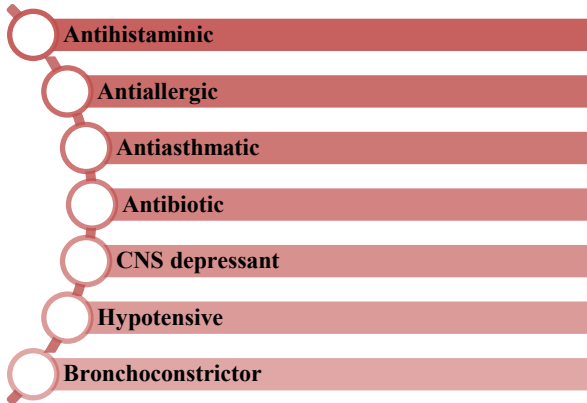 Antihistaminic
Antiallergic
Antiasthmatic
Antibiotic
CNS depressant
Hypotensive
Bronchoconstrictor